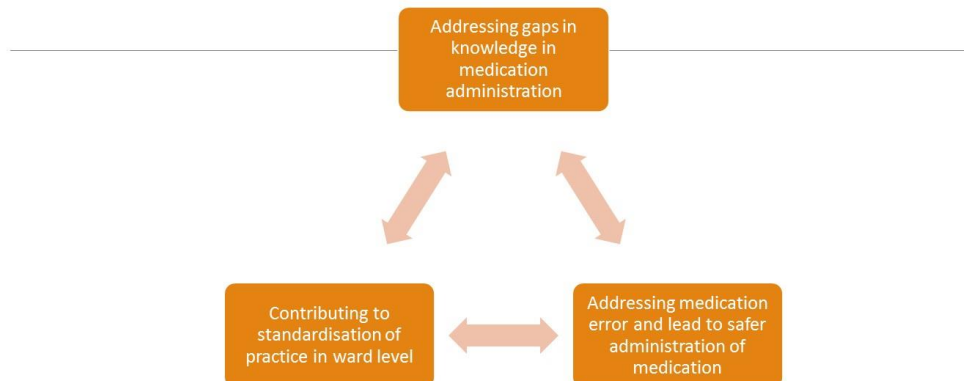 Addressing gaps in
knowledge in
medication
administration
Contributing to
standardisation of
practice in ward level
Addressing medication
error and lead to safer
administration of
medication